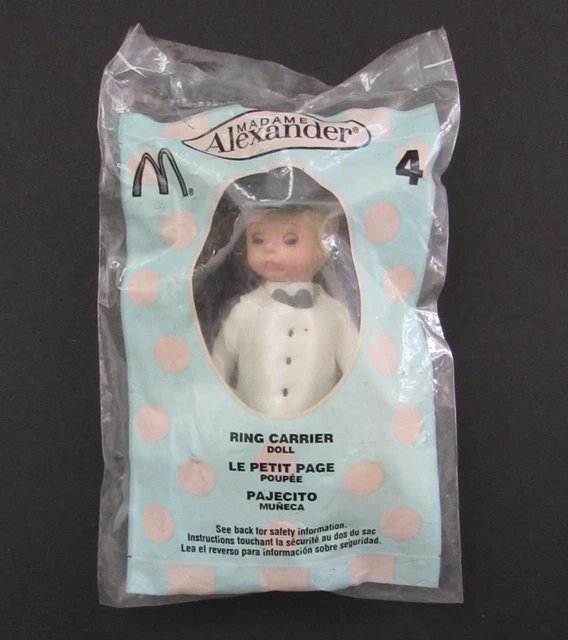 MADAME
Alexander®
M®
4
RING CARRIER
DOLL
LE PETIT PAGE
POUPÉE
PAJECITO
MUÑECA
See back for safety information.
Instructions touchant la sécurité au dos du sac
Lea el reverso para información sobre seguridad.